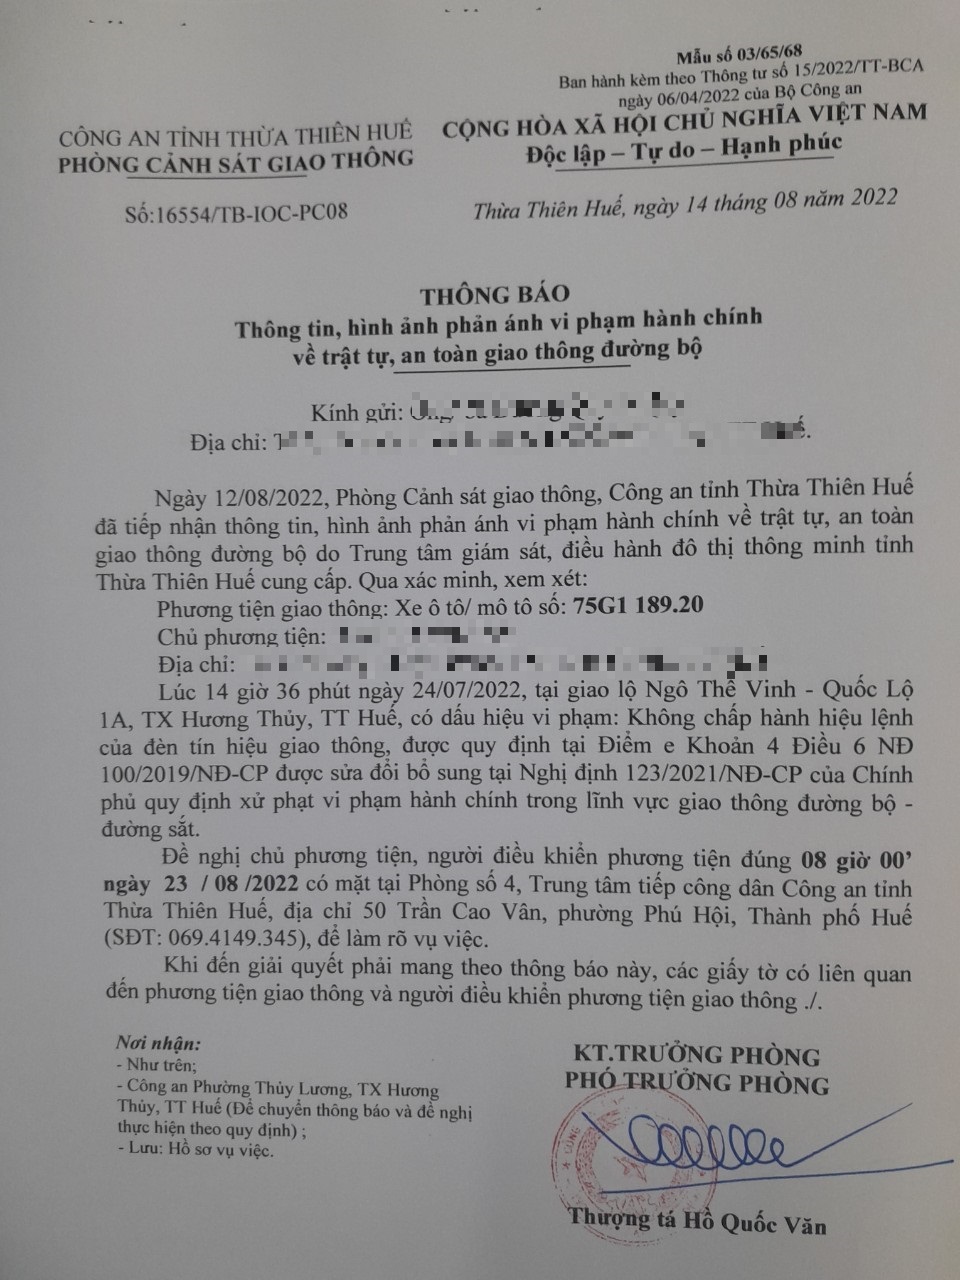 Mẫu số 03/65/68
Ban hành kèm theo Thông tư số 15/2022/TT-BCA
ngày 06/04/2022 của Bộ Công an
CÔNG AN TỈNH THỪA THIÊN HUẾ
PHÒNG CẢNH SÁT GIAO THÔNG
CỘNG HÒA XÃ HỘI CHỦ NGHĨA VIỆT NAM
Độc lập – Tự do – Hạnh phúc
Số:16554/TB-IOC-PC08
Thừa Thiên Huế, ngày 14 tháng 08 năm 2022
THÔNG BÁO
Thông tin, hình ảnh phản ánh vi phạm hành chính
về trật tự, an toàn giao thông đường bộ
Kính gửi:
Địa chỉ:
Ngày 12/08/2022, Phòng Cảnh sát giao thông, Công an tỉnh Thừa Thiên Huế
đã tiếp nhận thông tin, hình ảnh phản ánh vi phạm hành chính về trật tự, an toàn
giao thông đường bộ do Trung tâm giám sát, điều hành đô thị thông minh tỉnh
Thừa Thiên Huế cung cấp. Qua xác minh, xem xét:
Phương tiện giao thông: Xe ô tô/ mô tô số: 75G1 189.20
Chủ phương tiện:
Địa chỉ:
Lúc 14 giờ 36 phút ngày 24/07/2022, tại giao lộ Ngô Thế Vinh - Quốc Lộ
1A, TX Hương Thủy, TT Huế, có dấu hiệu vi phạm: Không chấp hành hiệu lệnh
của đèn tín hiệu giao thông, được quy định tại Điểm e Khoản 4 Điều 6 NĐ
100/2019/NĐ-CP được sửa đổi bổ sung tại Nghị định 123/2021/NĐ-CP của Chính
phủ quy định xử phạt vi phạm hành chính trong lĩnh vực giao thông đường bộ -
đường sắt.
Đề nghị chủ phương tiện, người điều khiển phương tiện đúng 08 giờ 00’
ngày 23 / 08 /2022 có mặt tại Phòng số 4, Trung tâm tiếp công dân Công an tỉnh
Thừa Thiên Huế, địa chỉ 50 Trần Cao Vân, phường Phú Hội, Thành phố Huế
(SĐT: 069.4149.345), để làm rõ vụ việc.
Khi đến giải quyết phải mang theo thông báo này, các giấy tờ có liên quan
đến phương tiện giao thông và người điều khiển phương tiện giao thông ./.
Nơi nhận:
- Như trên;
- Công an Phường Thủy Lương, TX Hương
Thủy, TT Huế (Để chuyển thông báo và đề nghị
thực hiện theo quy định) ;
- Lưu: Hồ sơ vụ việc.
KT.TRƯỞNG PHÒNG
PHÓ TRƯỞNG PHÒNG
Thượng tá Hồ Quốc Văn